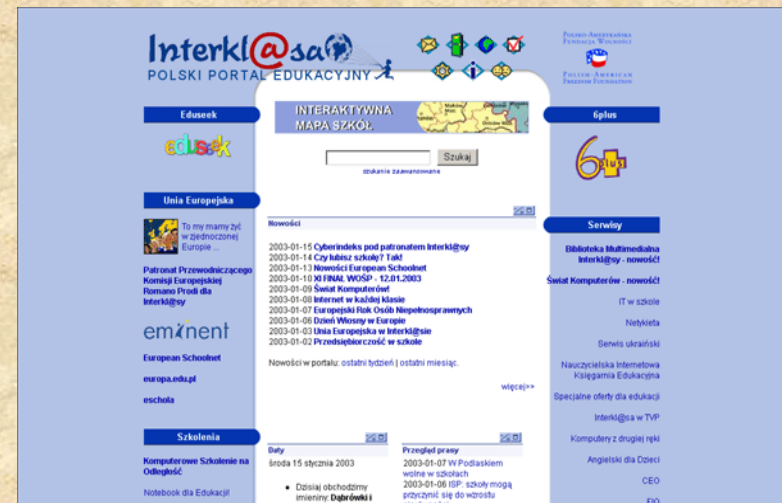 Interkl@sa
POLSKI PORTAL EDUKACYJNY
POLSKO-AMERYKAŃSKA
FUNDACJA WOLNOŚCI
POLISH-AMERICAN
FREEDOM FOUNDATION
Eduseek
eduseek
Unia Europejska
To my mamy żyć
w zjednoczonej
Europie ...
Patronat Przewodniczącego
Komisji Europejskiej
Romano Prodi dla
Interkl@sy
eminent
European Schoolnet
europa.edu.pl
eschola
Szkolenia
Komputerowe Szkolenie na
Odległość
Notebook dla Edukacji!
INTERAKTYWNA
MAPA SZKÓŁ
Szukaj
szukanie zaawansowane
Nowości
2003-01-15 Cyberindeks pod patronatem Interkl@sy
2003-01-14 Czy lubisz szkołę? Tak!
2003-01-13 Nowości European Schoolnet
2003-01-10 XI FINAŁ WOŚP - 12.01.2003
2003-01-09 Świat Komputerów!
2003-01-08 Internet w każdej klasie
2003-01-07 Europejski Rok Osób Niepełnosprawnych
2003-01-06 Dzień Wiosny w Europie
2003-01-03 Unia Europejska w Interkl@sie
2003-01-02 Przedsiębiorczość w szkole
Nowości w portalu: ostatni tydzień | ostatni miesiąc.
więcej>>
Daty
środa 15 stycznia 2003
Dzisiaj obchodzimy
imieniny: Dąbrówki i
Przegląd prasy
2003-01-07 W Podlaskiem
wolne w szkołach
2003-01-06 ISP: szkoły mogą
przyczynić się do wzrostu
6plus
6plus
Serwisy
Biblioteka Multimedialna
Interkl@sy - nowość!
Świat Komputerów - nowość!
IT w szkole
Netykieta
Serwis ukraiński
Nauczycielska Internetowa
Księgarnia Edukacyjna
Specjalne oferty dla edukacji
Interkl@sa w TVP
Komputery z drugiej ręki
Angielski dla Dzieci
CEO